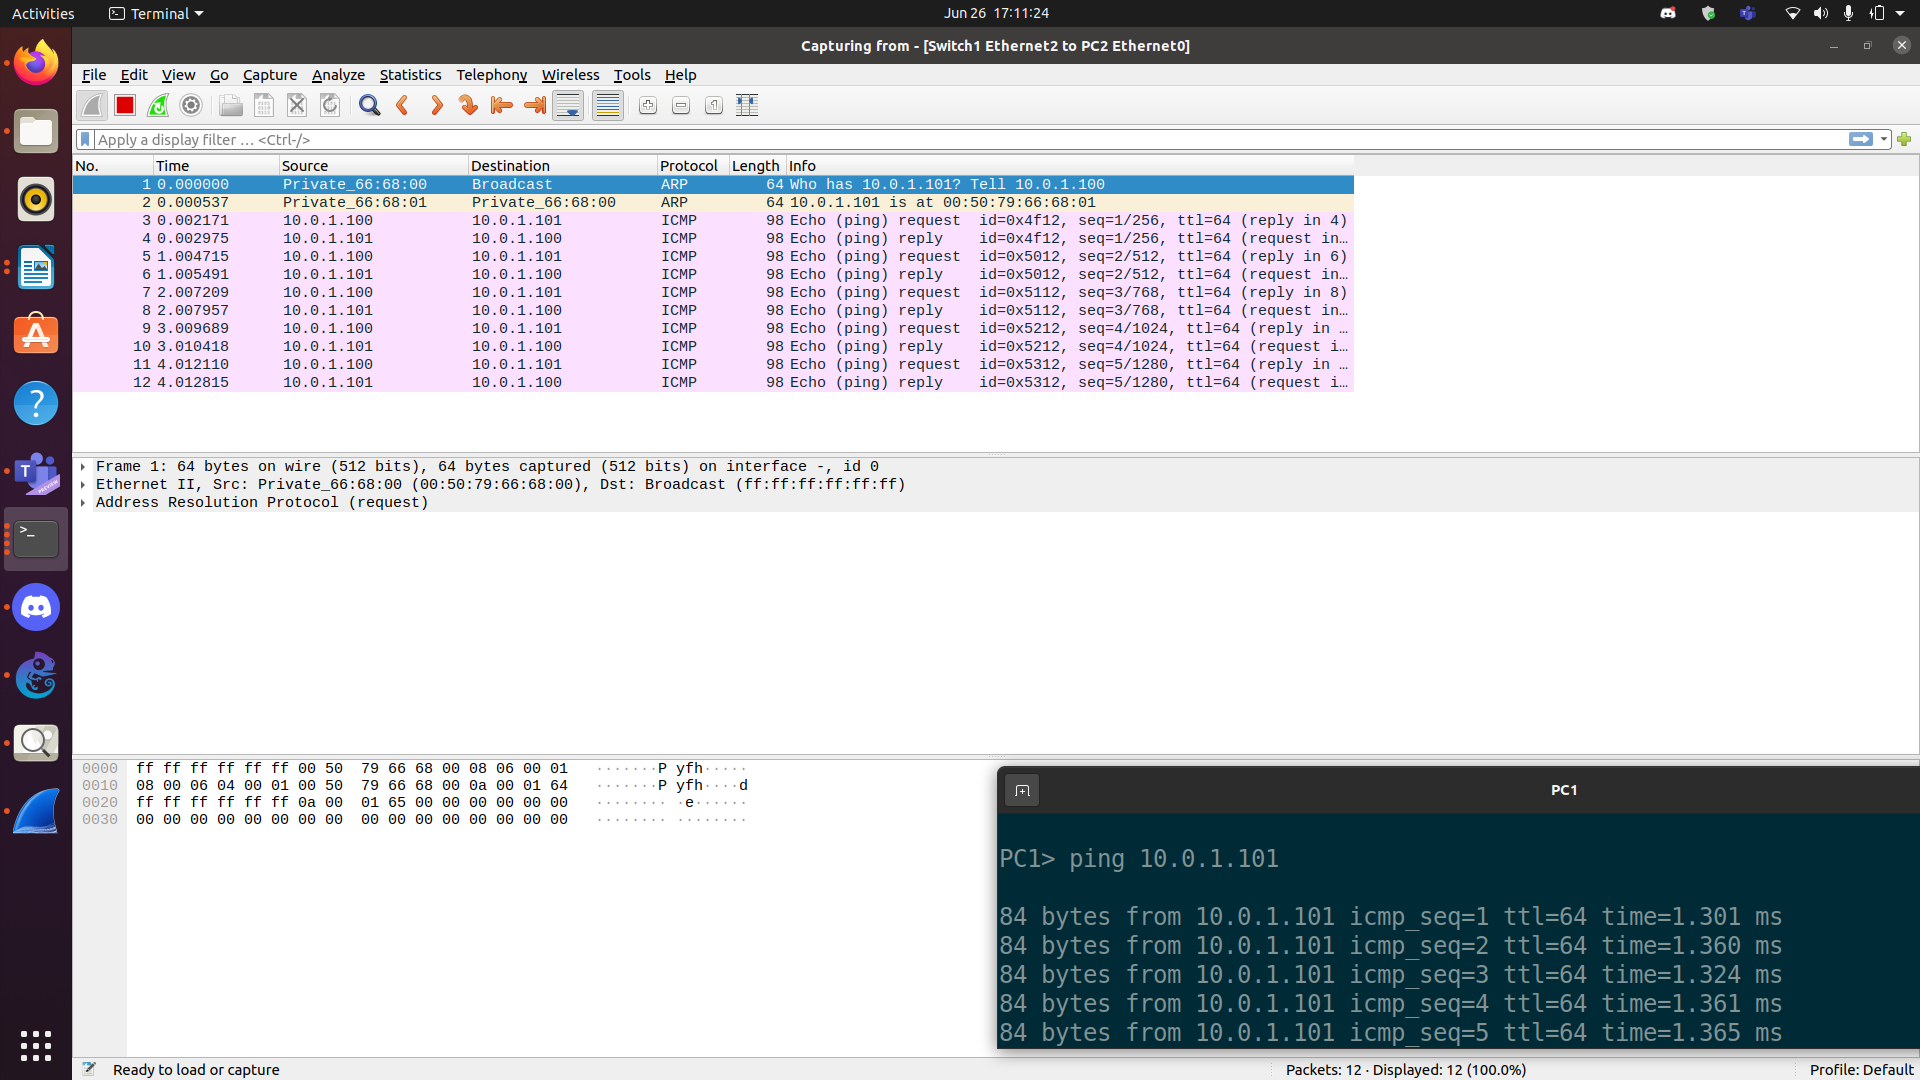 Activities Terminal Jun 26 17:11:24
Capturing from - [Switch1 Ethernet2 to PC2 Ethernet0]
File Edit View Go Capture Analyze Statistics Telephony Wireless Tools Help
Apply a display filter … <Ctrl-/>
No. Time Source Destination Protocol Length Info
1 0.000000 Private_66:68:00 Broadcast ARP 64 Who has 10.0.1.101? Tell 10.0.1.100
2 0.000537 Private_66:68:01 Private_66:68:00 ARP 64 10.0.1.101 is at 00:50:79:66:68:01
3 0.002171 10.0.1.100 10.0.1.101 ICMP 98 Echo (ping) request id=0x4f12, seq=1/256, ttl=64 (reply in 4)
4 0.002975 10.0.1.101 10.0.1.100 ICMP 98 Echo (ping) reply id=0x4f12, seq=1/256, ttl=64 (request in…
5 1.004715 10.0.1.100 10.0.1.101 ICMP 98 Echo (ping) request id=0x5012, seq=2/512, ttl=64 (reply in 6)
6 1.005491 10.0.1.101 10.0.1.100 ICMP 98 Echo (ping) reply id=0x5012, seq=2/512, ttl=64 (request in…
7 2.007209 10.0.1.100 10.0.1.101 ICMP 98 Echo (ping) request id=0x5112, seq=3/768, ttl=64 (reply in 8)
8 2.007957 10.0.1.101 10.0.1.100 ICMP 98 Echo (ping) reply id=0x5112, seq=3/768, ttl=64 (request in…
9 3.009689 10.0.1.100 10.0.1.101 ICMP 98 Echo (ping) request id=0x5212, seq=4/1024, ttl=64 (reply in …
10 3.010418 10.0.1.101 10.0.1.100 ICMP 98 Echo (ping) reply id=0x5212, seq=4/1024, ttl=64 (request i…
11 4.012110 10.0.1.100 10.0.1.101 ICMP 98 Echo (ping) request id=0x5312, seq=5/1280, ttl=64 (reply in …
12 4.012815 10.0.1.101 10.0.1.100 ICMP 98 Echo (ping) reply id=0x5312, seq=5/1280, ttl=64 (request i…
Frame 1: 64 bytes on wire (512 bits), 64 bytes captured (512 bits) on interface -, id 0
Ethernet II, Src: Private_66:68:00 (00:50:79:66:68:00), Dst: Broadcast (ff:ff:ff:ff:ff:ff)
Address Resolution Protocol (request)
0000 ff ff ff ff ff ff 00 50 79 66 68 00 08 06 00 01 ·······P yfh·····
0010 08 00 06 04 00 01 00 50 79 66 68 00 0a 00 01 64 ·······P yfh····d
0020 ff ff ff ff ff ff 0a 00 01 65 00 00 00 00 00 00 ········ ·e······
0030 00 00 00 00 00 00 00 00 00 00 00 00 00 00 00 00 ········ ········
PC1
PC1> ping 10.0.1.101
84 bytes from 10.0.1.101 icmp_seq=1 ttl=64 time=1.301 ms
84 bytes from 10.0.1.101 icmp_seq=2 ttl=64 time=1.360 ms
84 bytes from 10.0.1.101 icmp_seq=3 ttl=64 time=1.324 ms
84 bytes from 10.0.1.101 icmp_seq=4 ttl=64 time=1.361 ms
84 bytes from 10.0.1.101 icmp_seq=5 ttl=64 time=1.365 ms
Ready to load or capture Packets: 12 · Displayed: 12 (100.0%) Profile: Default